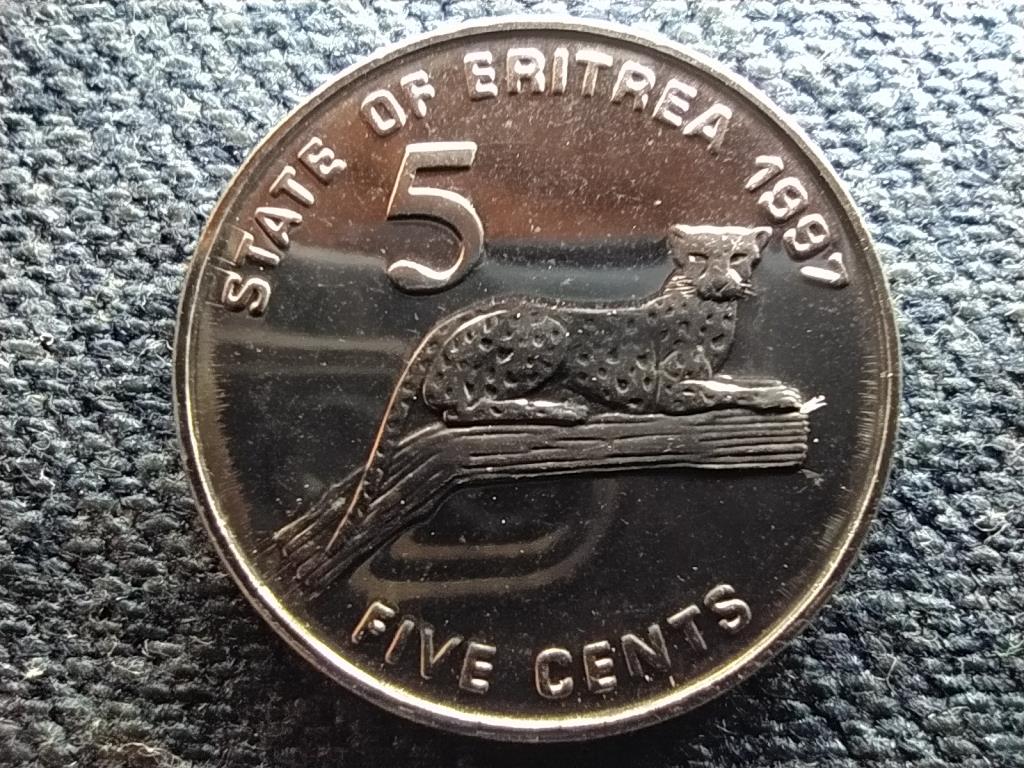 STATE OF ERITREA 1997
5
FIVE CENTS